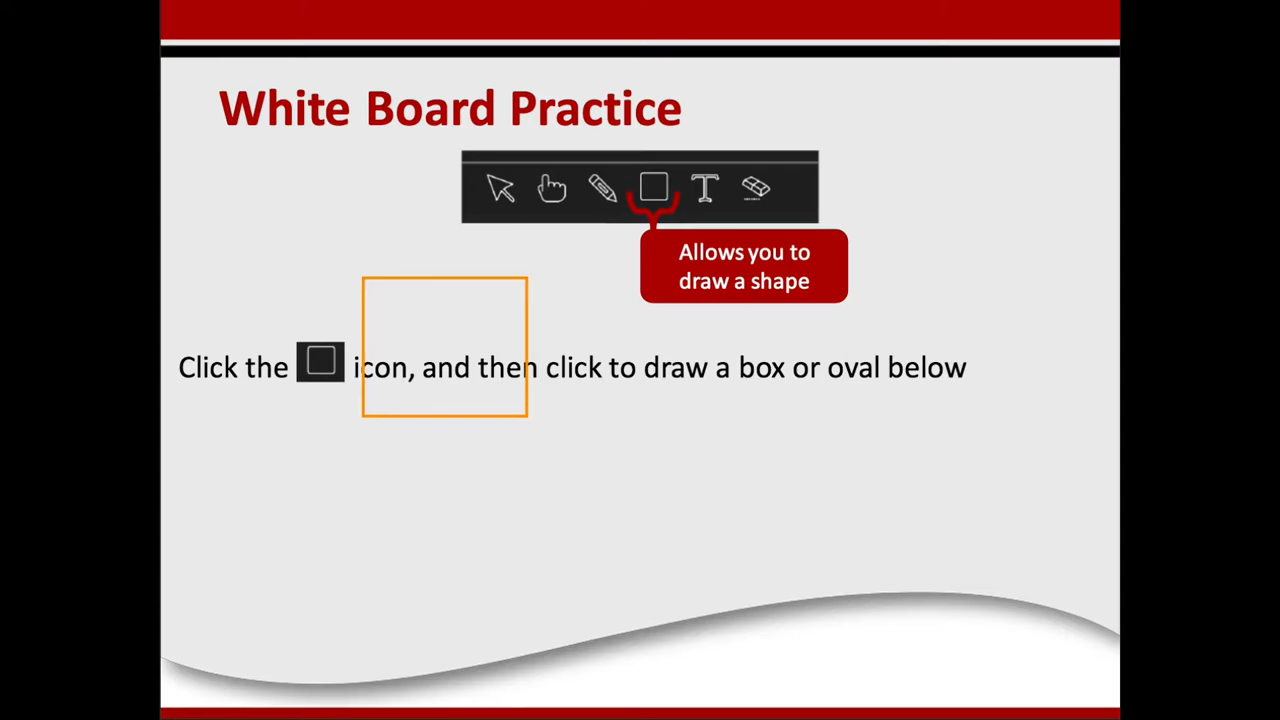 White Board Practice
Allows you to
draw a shape
Click the icon, and then click to draw a box or oval below